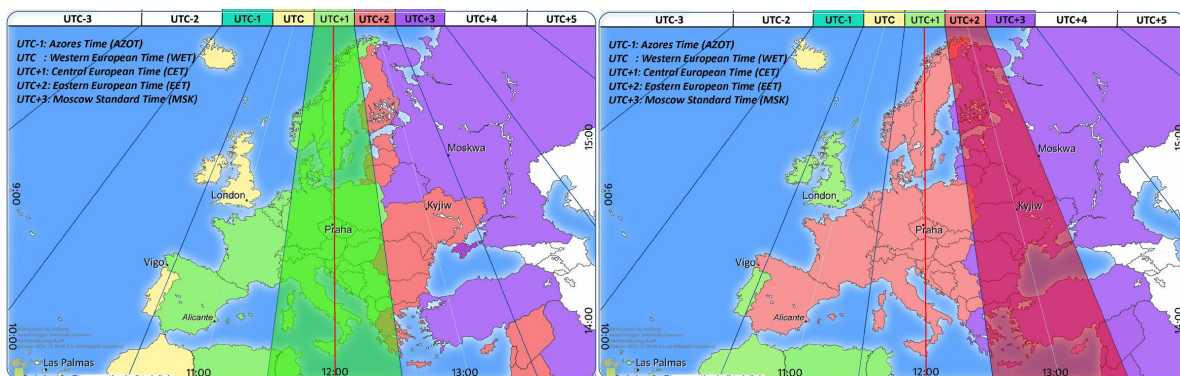 UTC-3 UTC-2 UTC-1 UTC UTC+1 UTC+2 UTC+3 UTC+4 UTC+5
UTC-1: Azores Time (AZOT)
UTC : Western European Time (WET)
UTC+1: Central European Time (CET)
UTC+2: Eastern European Time (EET)
UTC+3: Moscow Standard Time (MSK)
15:00
Moskwa
09:00
London
Kyjiw
Praha
Vigo
Alicante
14:00
10:00
Las Palmas
11:00
12:00
13:00
UTC-3 UTC-2 UTC-1 UTC UTC+1 UTC+2 UTC+3 UTC+4 UTC+5
UTC-1: Azores Time (AZOT)
UTC : Western European Time (WET)
UTC+1: Central European Time (CET)
UTC+2: Eastern European Time (EET)
UTC+3: Moscow Standard Time (MSK)
15:00
Moskwa
09:00
London
Kyjiw
Praha
Vigo
Alicante
14:00
10:00
Las Palmas
11:00
12:00
13:00